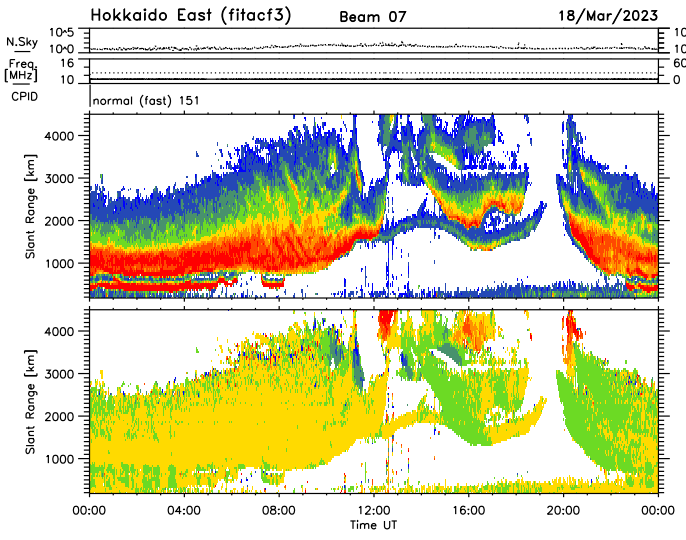 Hokkaido East (fitacf3) Beam 07 18/Mar/2023
N.Sky 10^5 10^0
Freq. [MHz] 16 10 60 0
CPID normal (fast) 151
Slant Range [km] 4000 3000 2000 1000
Slant Range [km] 4000 3000 2000 1000
00:00 04:00 08:00 12:00 16:00 20:00 00:00
Time UT